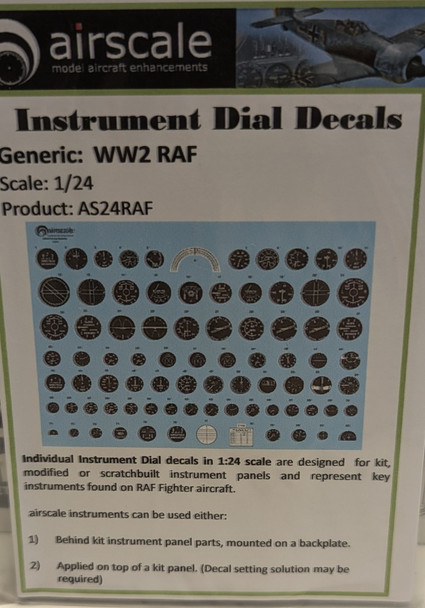 airscale
model aircraft enhancements
Instrument Dial Decals
Generic: WW2 RAF
Scale: 1/24
Product: AS24RAF
airscale
Individual Instrument Dial decals in 1:24 scale are designed for kit,
modified or scratchbuilt instrument panels and represent key
instruments found on RAF Fighter aircraft.
airscale instruments can be used either:
1) Behind kit instrument panel parts, mounted on a backplate.
2) Applied on top of a kit panel. (Decal setting solution may be
required)